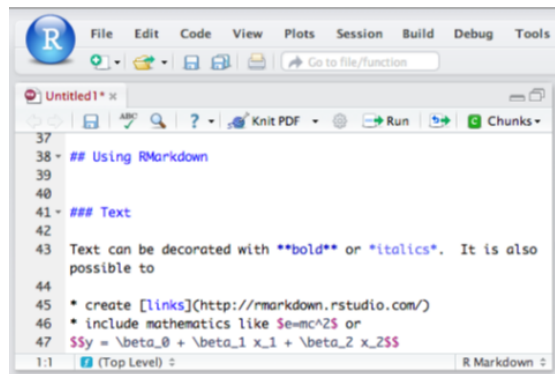 R File Edit Code View Plots Session Build Debug Tools
Go to file/function
Untitled1* ×
ABC ? Knit PDF Run C Chunks
37
38 ## Using RMarkdown
39
40
41 ### Text
42
43 Text can be decorated with **bold** or *italics*. It is also
possible to
44
45 * create [links](http://rmarkdown.rstudio.com/)
46 * include mathematics like $e=mc^2$ or
47 $$y = \beta_0 + \beta_1 x_1 + \beta_2 x_2$$
1:1 # (Top Level) R Markdown